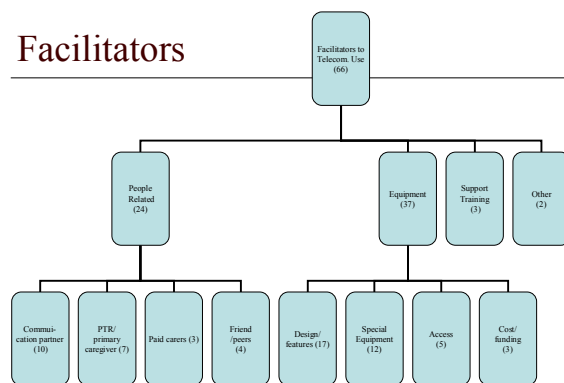 Facilitators
Facilitators to
Telecom. Use
(66)
People
Related
(24)
Equipment
(37)
Support
Training
(3)
Other
(2)
Commui-
cation partner
(10)
PTR/
primary
caregiver (7)
Paid carers (3)
Friend
/peers
(4)
Design/
features (17)
Special
Equipment
(12)
Access
(5)
Cost/
funding
(3)